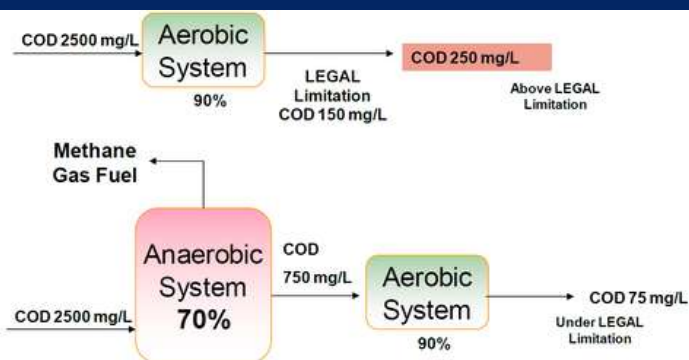 COD 2500 mg/L
Aerobic
System
90%
LEGAL
Limitation
COD 150 mg/L
COD 250 mg/L
Above LEGAL
Limitation
Methane
Gas Fuel
Anaerobic
System
70%
COD 2500 mg/L
COD
750 mg/L
Aerobic
System
90%
COD 75 mg/L
Under LEGAL
Limitation